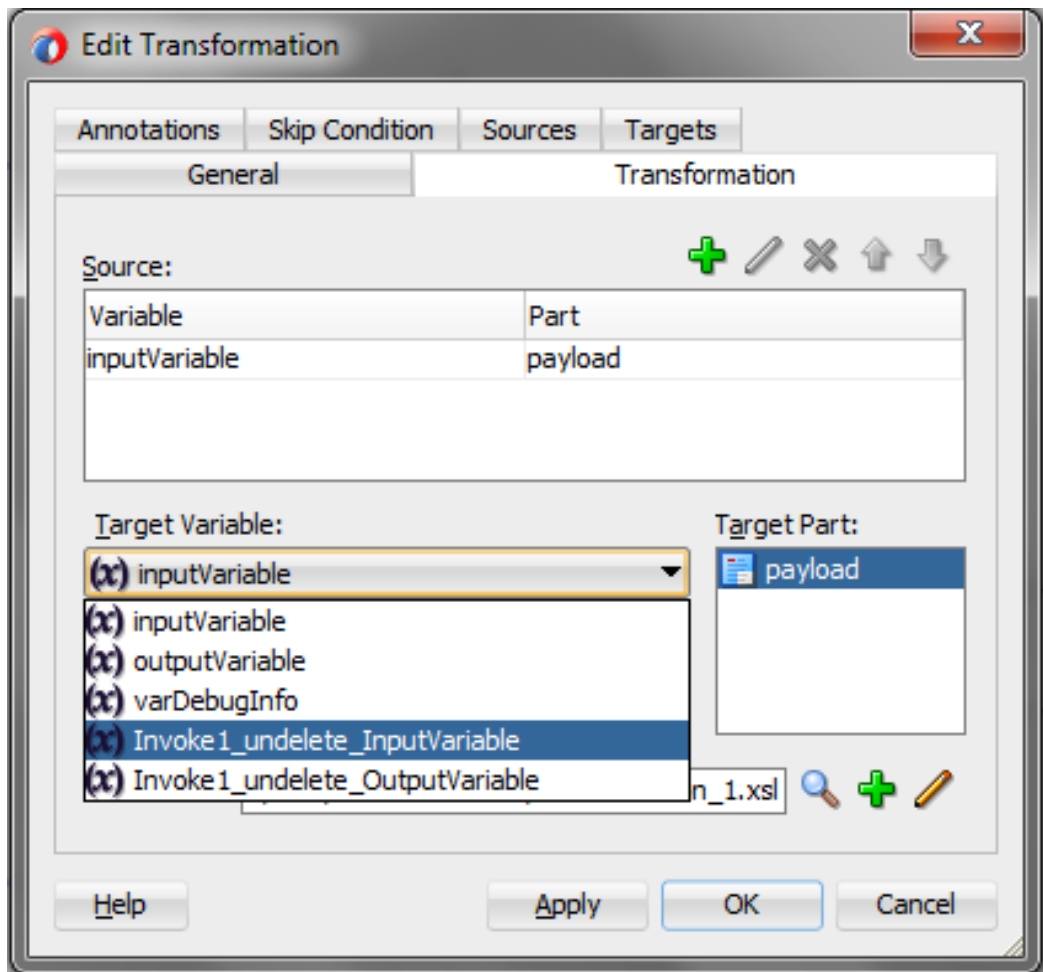 Edit Transformation
Annotations Skip Condition Sources Targets
General Transformation
Source:
Variable Part
inputVariable payload
Target Variable: Target Part:
(x) inputVariable payload
(x) inputVariable
(x) outputVariable
(x) varDebugInfo
(x) Invoke1_undelete_InputVariable
(x) Invoke1_undelete_OutputVariable
n_1.xsl
Help Apply OK Cancel